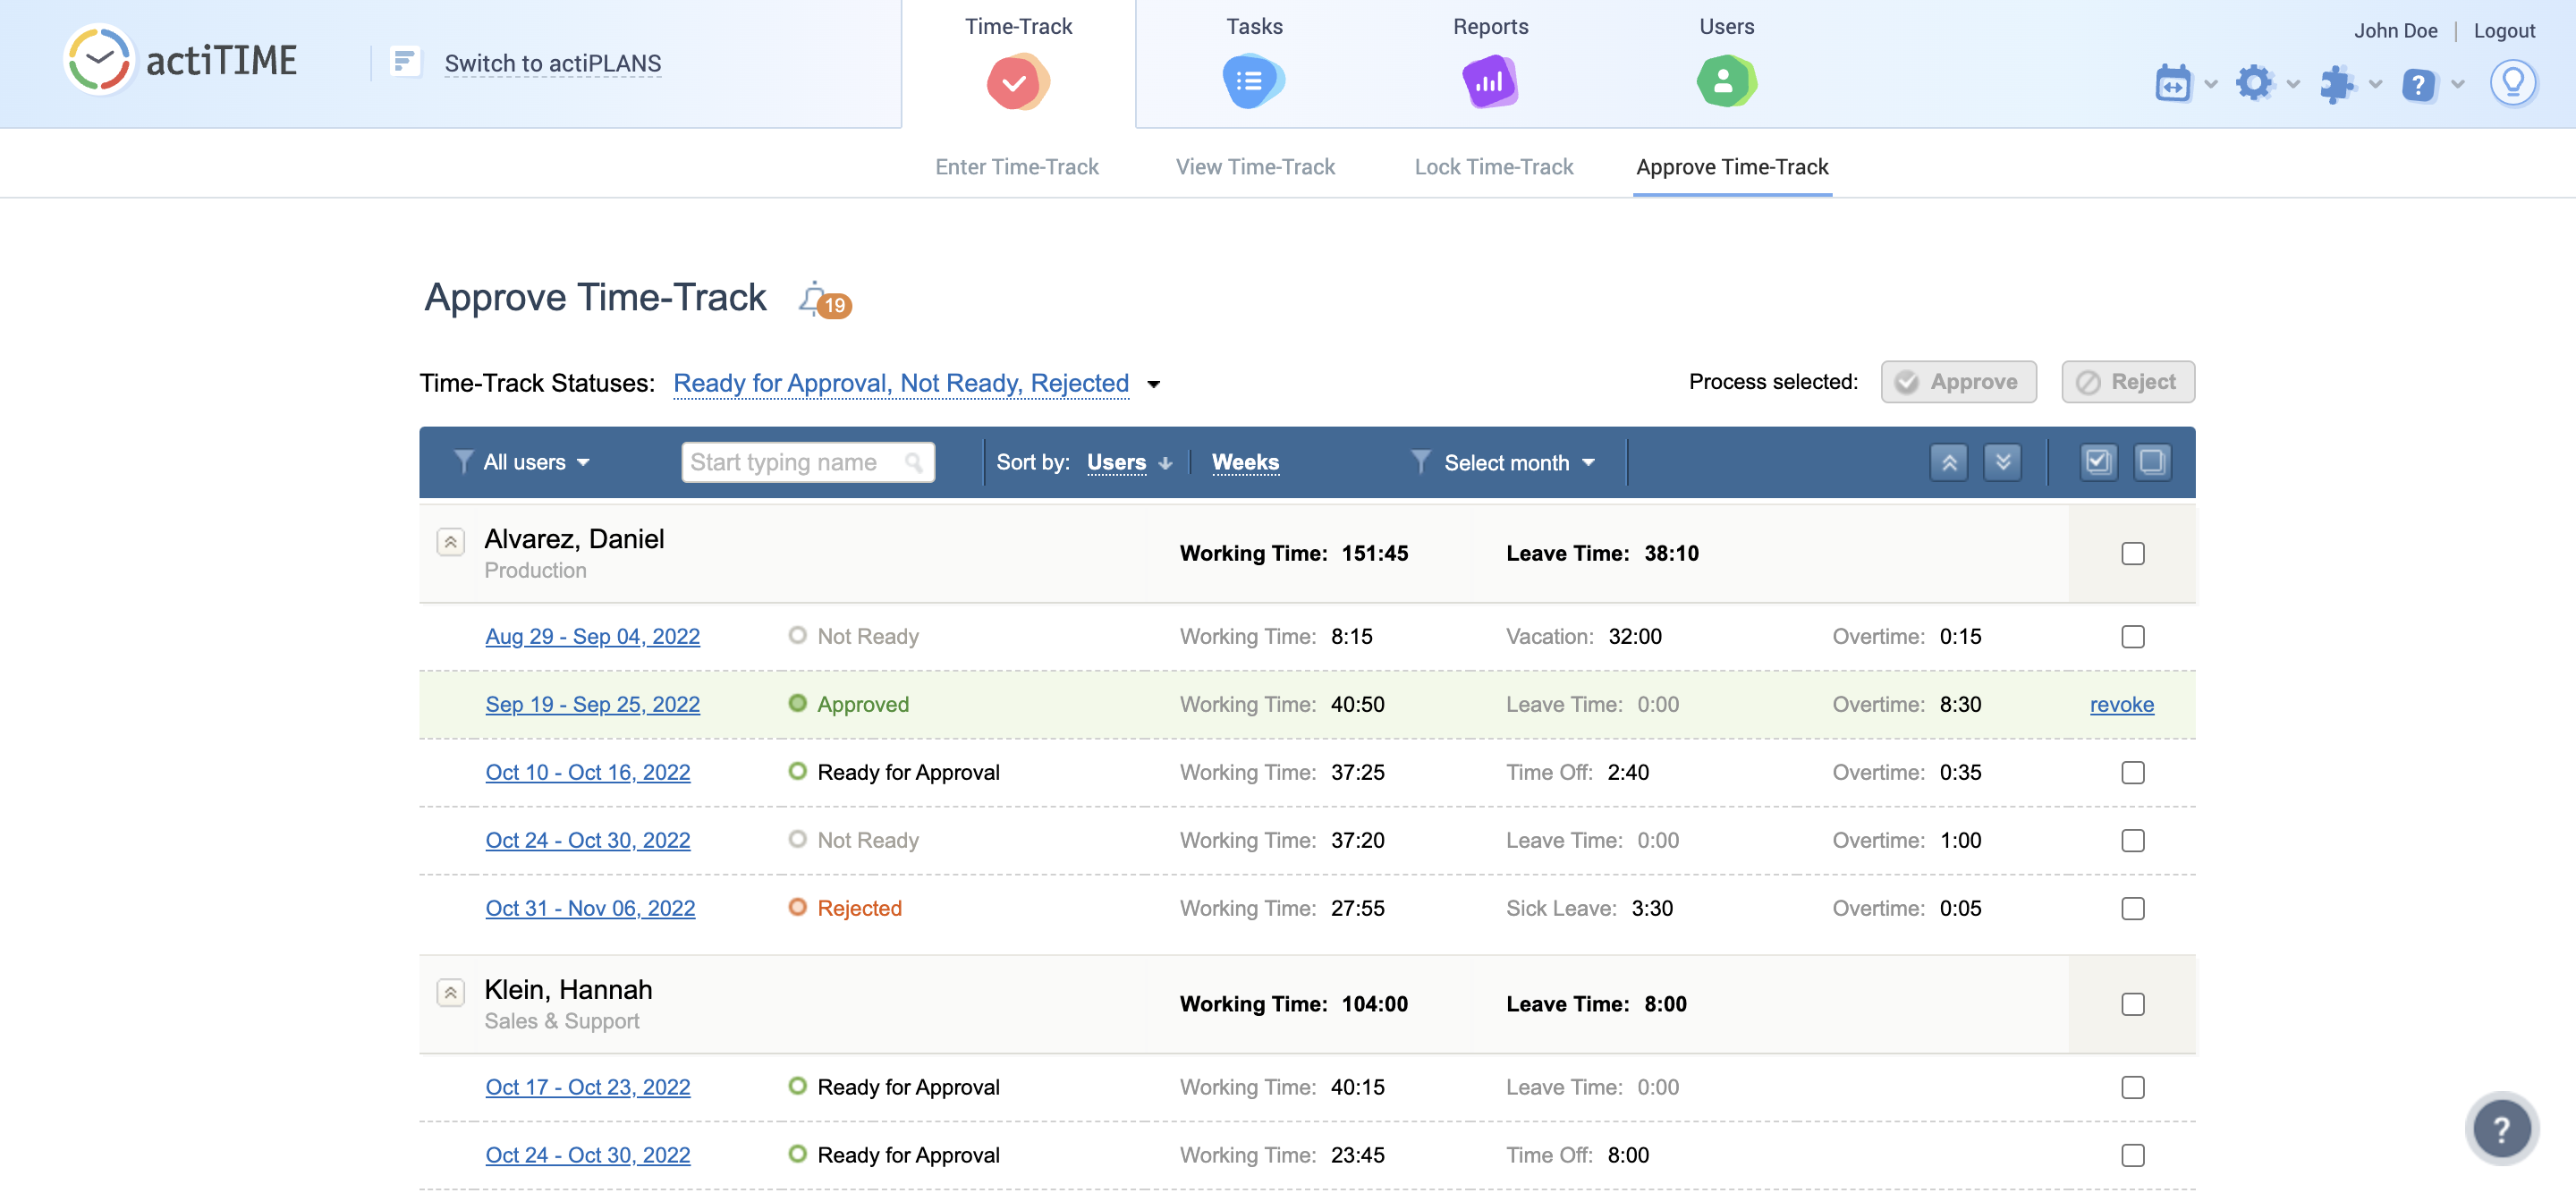 Time-Track Tasks Reports Users
John Doe | Logout
actiTIME Switch to actiPLANS
Enter Time-Track View Time-Track Lock Time-Track Approve Time-Track
Approve Time-Track 19
Time-Track Statuses: Ready for Approval, Not Ready, Rejected Process selected: Approve Reject
All users Start typing name Sort by: Users Weeks Select month
Alvarez, Daniel
Production
Working Time: 151:45 Leave Time: 38:10
Aug 29 - Sep 04, 2022 Not Ready Working Time: 8:15 Vacation: 32:00 Overtime: 0:15
Sep 19 - Sep 25, 2022 Approved Working Time: 40:50 Leave Time: 0:00 Overtime: 8:30 revoke
Oct 10 - Oct 16, 2022 Ready for Approval Working Time: 37:25 Time Off: 2:40 Overtime: 0:35
Oct 24 - Oct 30, 2022 Not Ready Working Time: 37:20 Leave Time: 0:00 Overtime: 1:00
Oct 31 - Nov 06, 2022 Rejected Working Time: 27:55 Sick Leave: 3:30 Overtime: 0:05
Klein, Hannah
Sales & Support
Working Time: 104:00 Leave Time: 8:00
Oct 17 - Oct 23, 2022 Ready for Approval Working Time: 40:15 Leave Time: 0:00
Oct 24 - Oct 30, 2022 Ready for Approval Working Time: 23:45 Time Off: 8:00
?